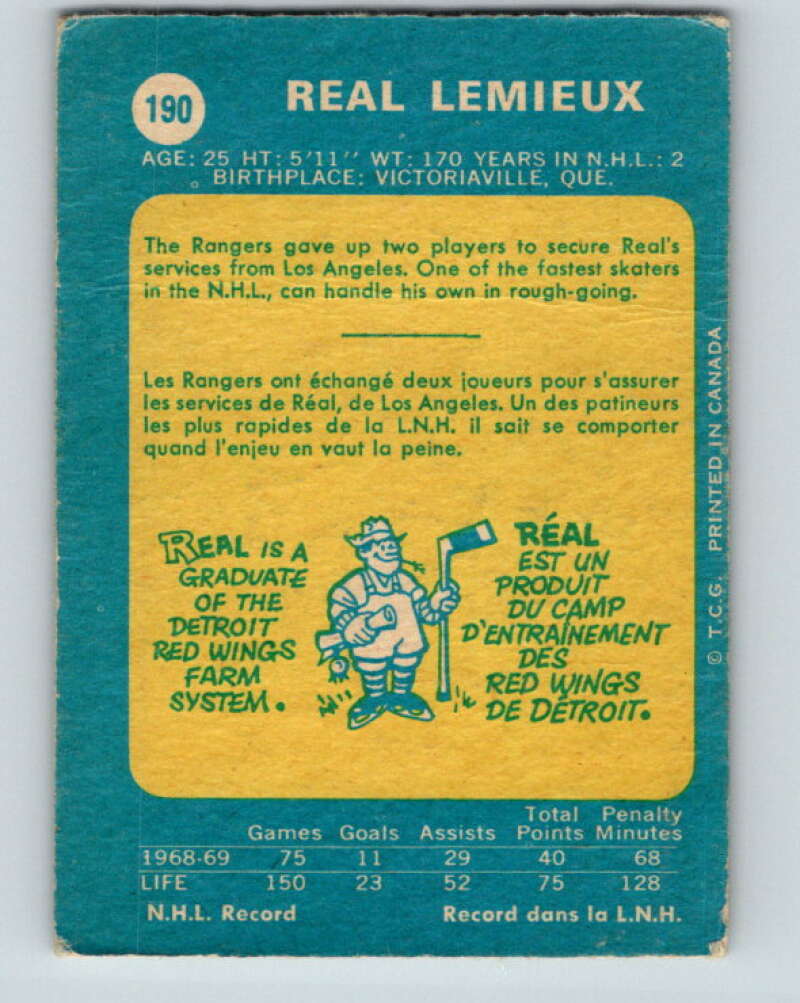 190
REAL LEMIEUX
AGE: 25 HT: 5'11'' WT: 170 YEARS IN N.H.L.: 2
BIRTHPLACE: VICTORIAVILLE, QUE.
The Rangers gave up two players to secure Real's
services from Los Angeles. One of the fastest skaters
in the N.H.L., can handle his own in rough-going.
Les Rangers ont échangé deux joueurs pour s'assurer
les services de Réal, de Los Angeles. Un des patineurs
les plus rapides de la L.N.H. il sait se comporter
quand l'enjeu en vaut la peine.
REAL IS A
GRADUATE
OF THE
DETROIT
RED WINGS
FARM
SYSTEM.
RÉAL
EST UN
PRODUIT
DU CAMP
D'ENTRAÎNEMENT
DES
RED WINGS
DE DÉTROIT.
© T.C.G. PRINTED IN CANADA
Total Penalty
Games Goals Assists Points Minutes
1968-69 75 11 29 40 68
LIFE 150 23 52 75 128
N.H.L. Record Record dans la L.N.H.